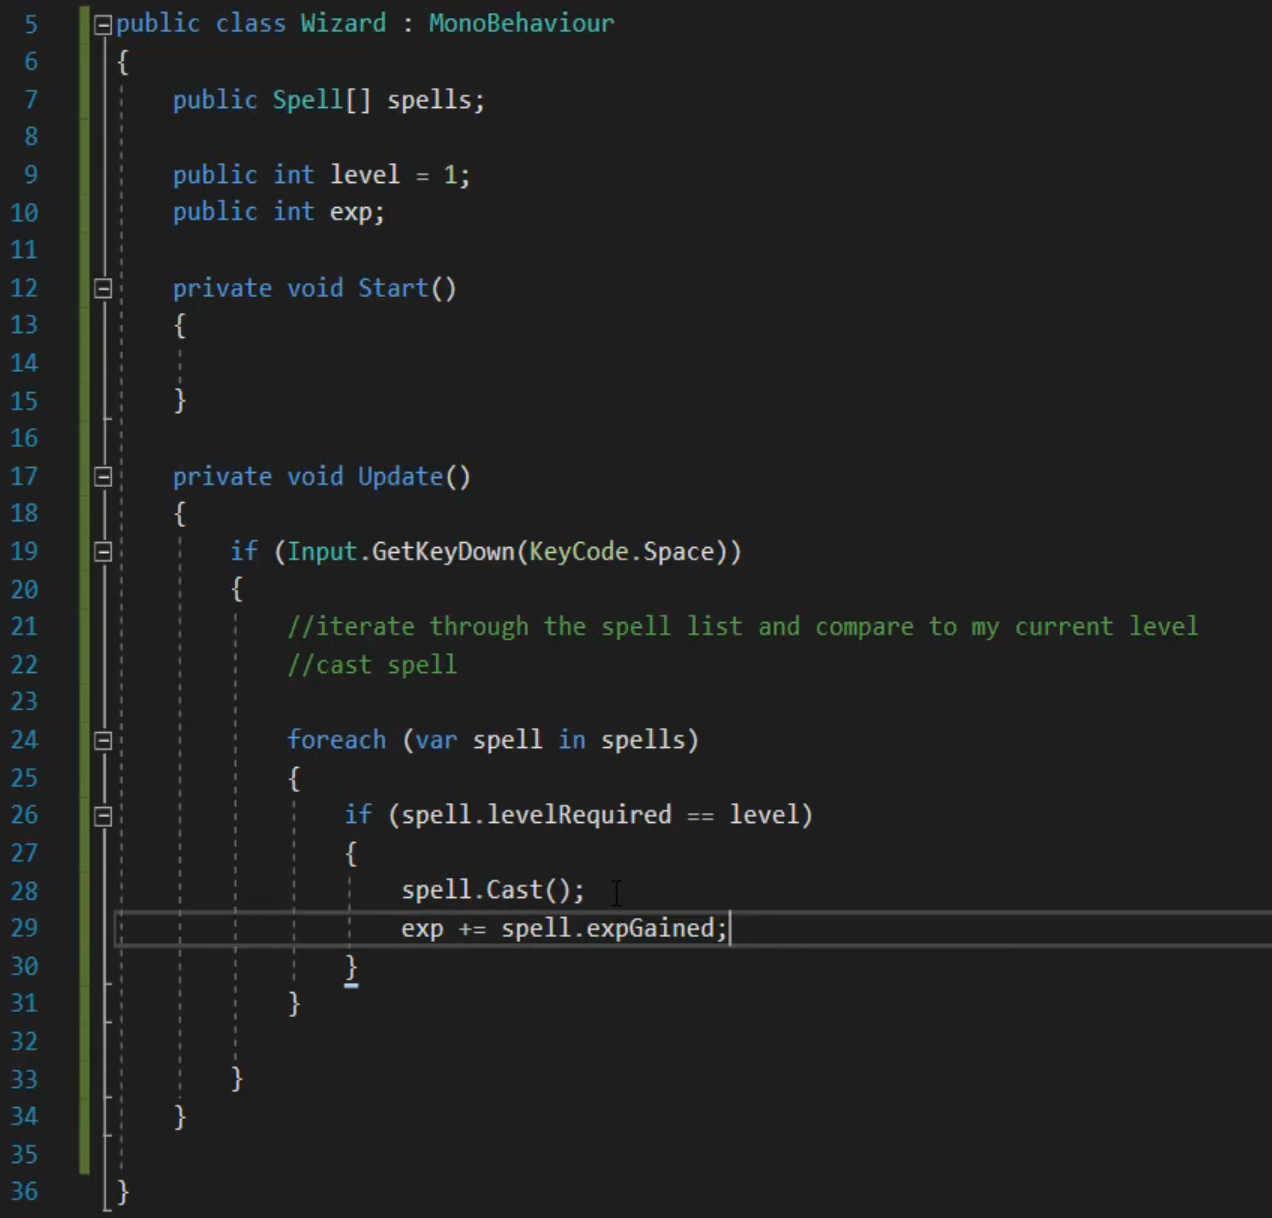 5 public class Wizard : MonoBehaviour
6 {
7     public Spell[] spells;
8
9     public int level = 1;
10     public int exp;
11
12     private void Start()
13     {
14
15     }
16
17     private void Update()
18     {
19         if (Input.GetKeyDown(KeyCode.Space))
20         {
21             //iterate through the spell list and compare to my current level
22             //cast spell
23
24             foreach (var spell in spells)
25             {
26                 if (spell.levelRequired == level)
27                 {
28                     spell.Cast();
29                     exp += spell.expGained;
30                 }
31             }
32
33         }
34     }
35
36 }